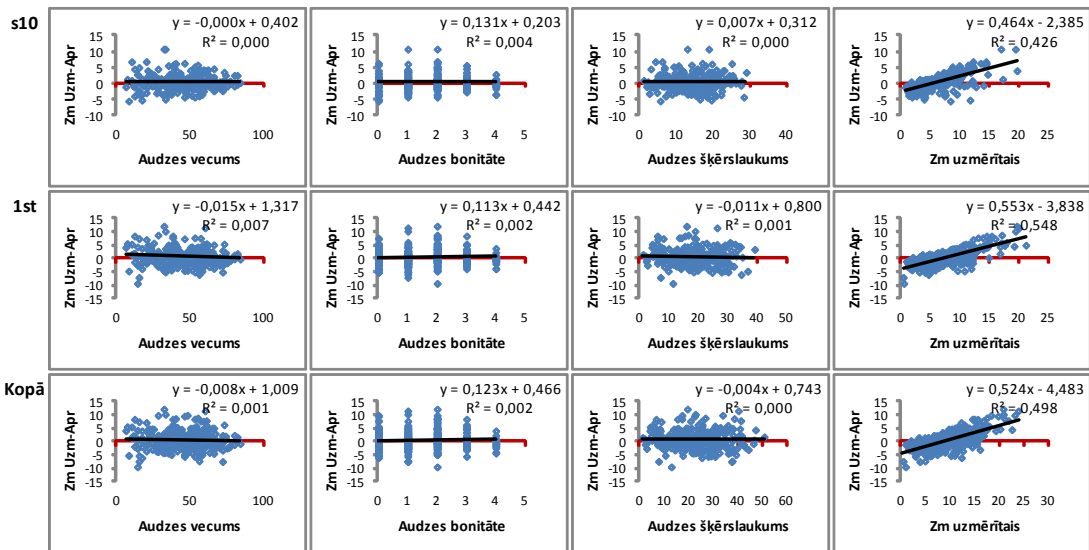 s10
y = -0,000x + 0,402
R² = 0,000
Zm Uzm-Apr
15
10
5
0
-5
-10
0 50 100
Audzes vecums
y = 0,131x + 0,203
R² = 0,004
Zm Uzm-Apr
15
10
5
0
-5
-10
0 1 2 3 4 5
Audzes bonitāte
y = 0,007x + 0,312
R² = 0,000
Zm Uzm-Apr
15
10
5
0
-5
-10
0 10 20 30 40
Audzes šķērslaukums
y = 0,464x - 2,385
R² = 0,426
Zm Uzm-Apr
15
10
5
0
-5
-10
0 5 10 15 20 25
Zm uzmērītais
1st
y = -0,015x + 1,317
R² = 0,007
Zm Uzm-Apr
15
10
5
0
-5
-10
-15
0 50 100
Audzes vecums
y = 0,113x + 0,442
R² = 0,002
Zm Uzm-Apr
15
10
5
0
-5
-10
-15
0 1 2 3 4 5
Audzes bonitāte
y = -0,011x + 0,800
R² = 0,001
Zm Uzm-Apr
15
10
5
0
-5
-10
-15
0 10 20 30 40 50
Audzes šķērslaukums
y = 0,553x - 3,838
R² = 0,548
Zm Uzm-Apr
15
10
5
0
-5
-10
-15
0 5 10 15 20 25
Zm uzmērītais
Kopā
y = -0,008x + 1,009
R² = 0,001
Zm Uzm-Apr
15
10
5
0
-5
-10
-15
0 50 100
Audzes vecums
y = 0,123x + 0,466
R² = 0,002
Zm Uzm-Apr
15
10
5
0
-5
-10
-15
0 1 2 3 4 5
Audzes bonitāte
y = -0,004x + 0,743
R² = 0,000
Zm Uzm-Apr
15
10
5
0
-5
-10
-15
0 10 20 30 40 50 60
Audzes šķērslaukums
y = 0,524x - 4,483
R² = 0,498
Zm Uzm-Apr
15
10
5
0
-5
-10
-15
0 5 10 15 20 25 30
Zm uzmērītais